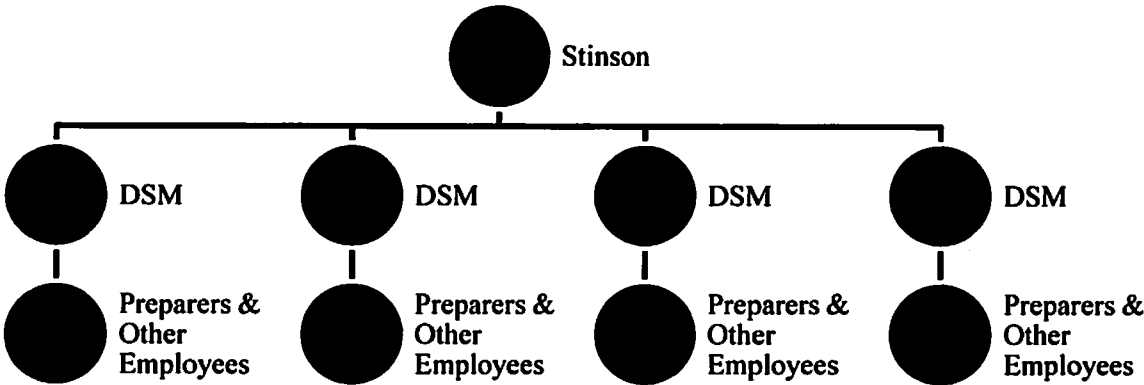 Stinson
DSM
DSM
DSM
DSM
Preparers &
Other
Employees
Preparers &
Other
Employees
Preparers &
Other
Employees
Preparers &
Other
Employees